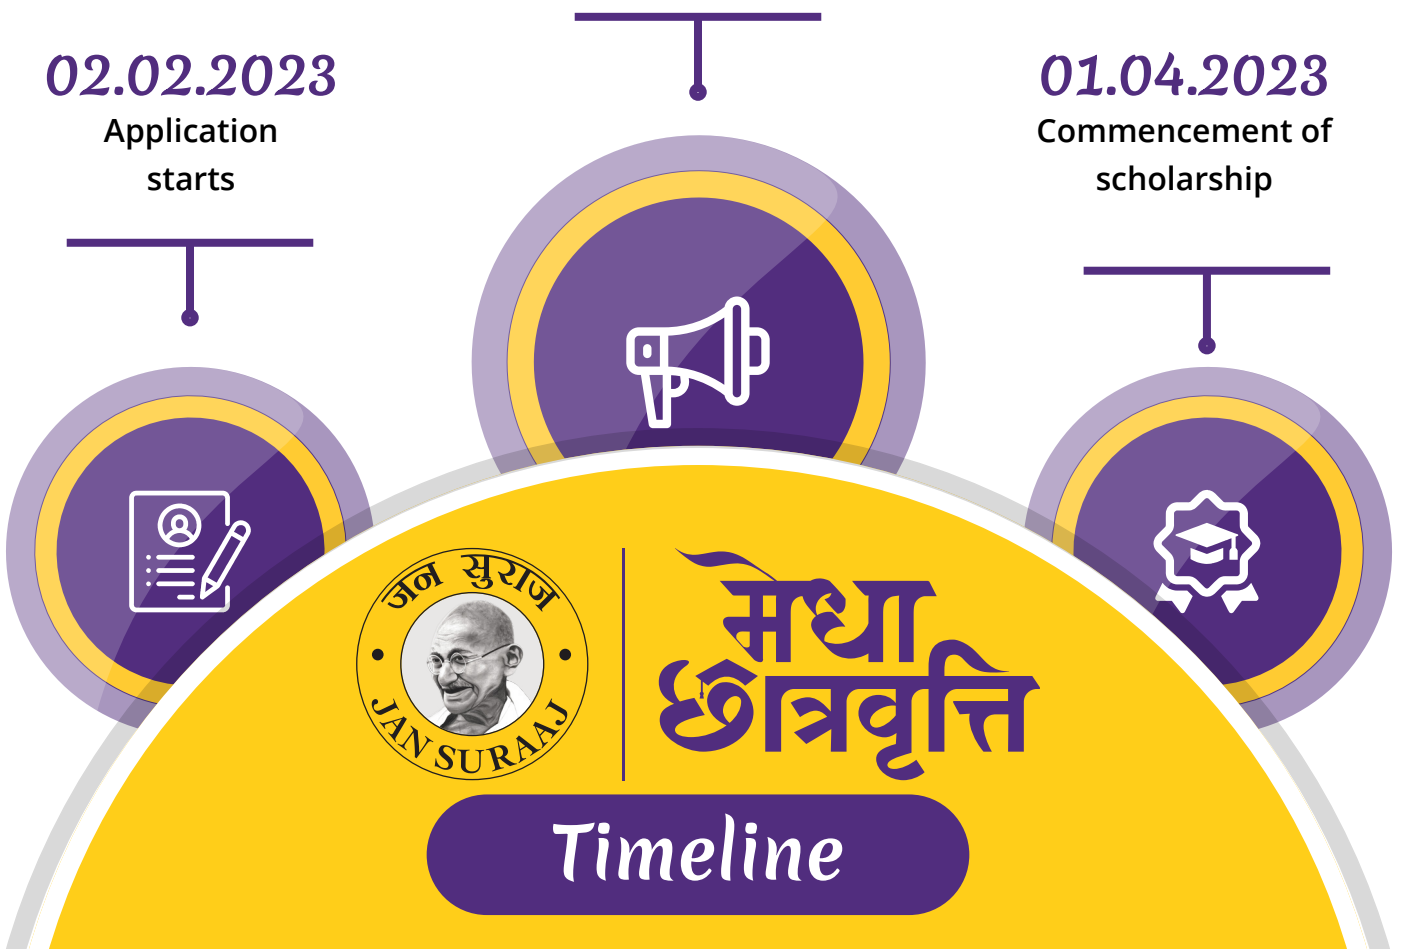 02.02.2023
Application
starts
01.04.2023
Commencement of
scholarship
जन सुराज
JAN SURAAJ
मेधा
छात्रवृत्ति
Timeline